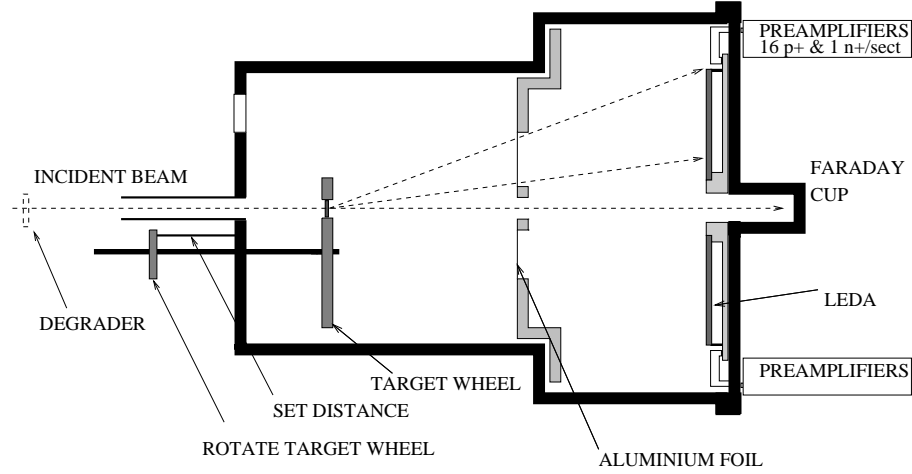 PREAMPLIFIERS
16 p+ & 1 n+/sect
INCIDENT BEAM
FARADAY
CUP
DEGRADER
LEDA
TARGET WHEEL
PREAMPLIFIERS
SET DISTANCE
ROTATE TARGET WHEEL
ALUMINIUM FOIL